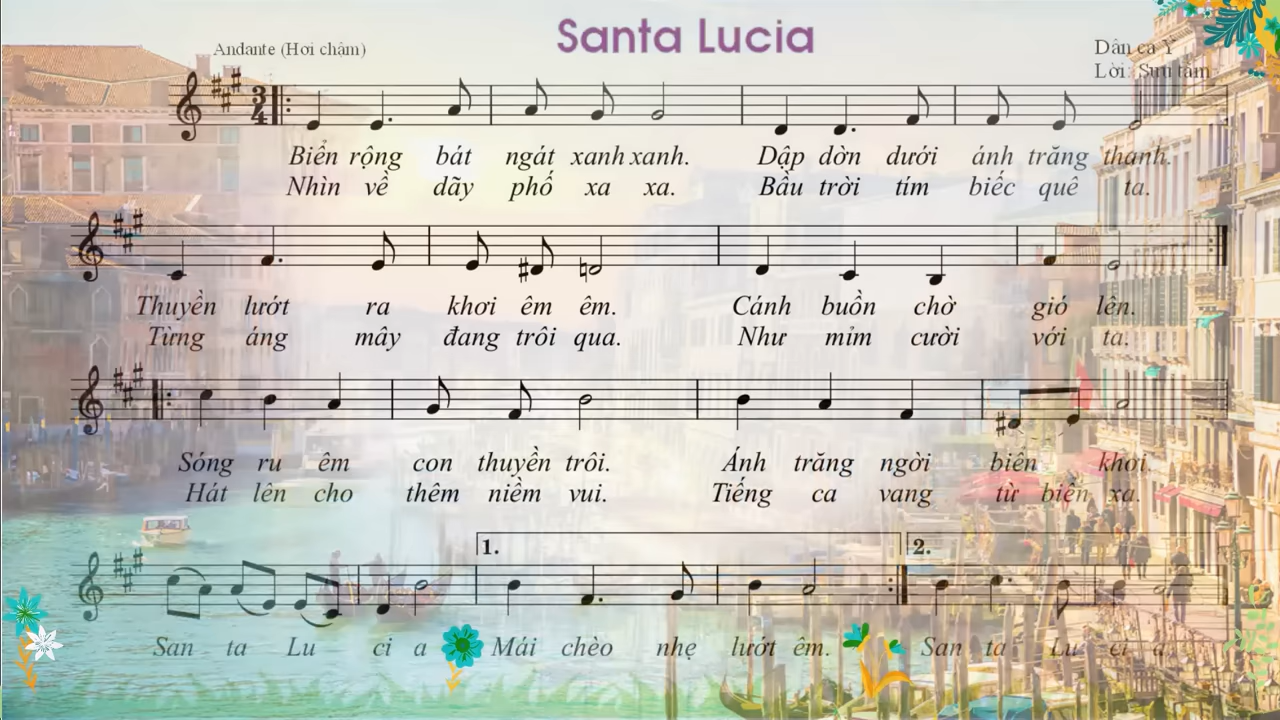 Santa Lucia
Andante (Hơi chậm)
Dân ca Ý
Lời: Sưu tầm
3
4
Biển rộng bát ngát xanh xanh. Dập dờn dưới ánh trăng thanh.
Nhìn về dãy phố xa xa. Bầu trời tím biếc quê ta.
Thuyền lướt ra khơi êm êm. Cánh buồn chờ gió lên.
Từng áng mây đang trôi qua. Như mỉm cười với ta.
Sóng ru êm con thuyền trôi. Ánh trăng ngời biển khơi.
Hát lên cho thêm niềm vui. Tiếng ca vang từ biển xa.
1. 2.
San ta Lu ci a Mái chèo nhẹ lướt êm. San ta Lu ci a